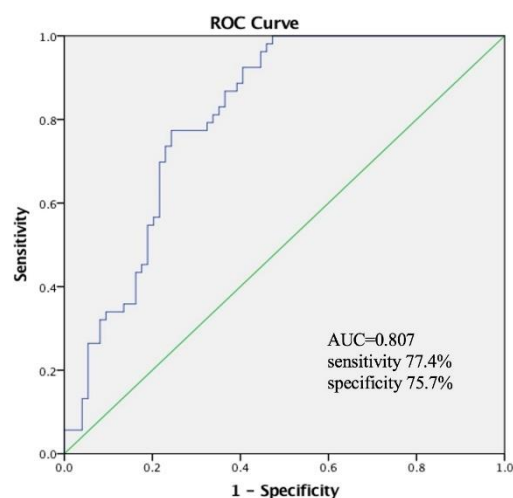 ROC Curve
1.0
0.8
0.6
0.4
0.2
0.0
Sensitivity
AUC=0.807
sensitivity 77.4%
specificity 75.7%
0.0 0.2 0.4 0.6 0.8 1.0
1 - Specificity